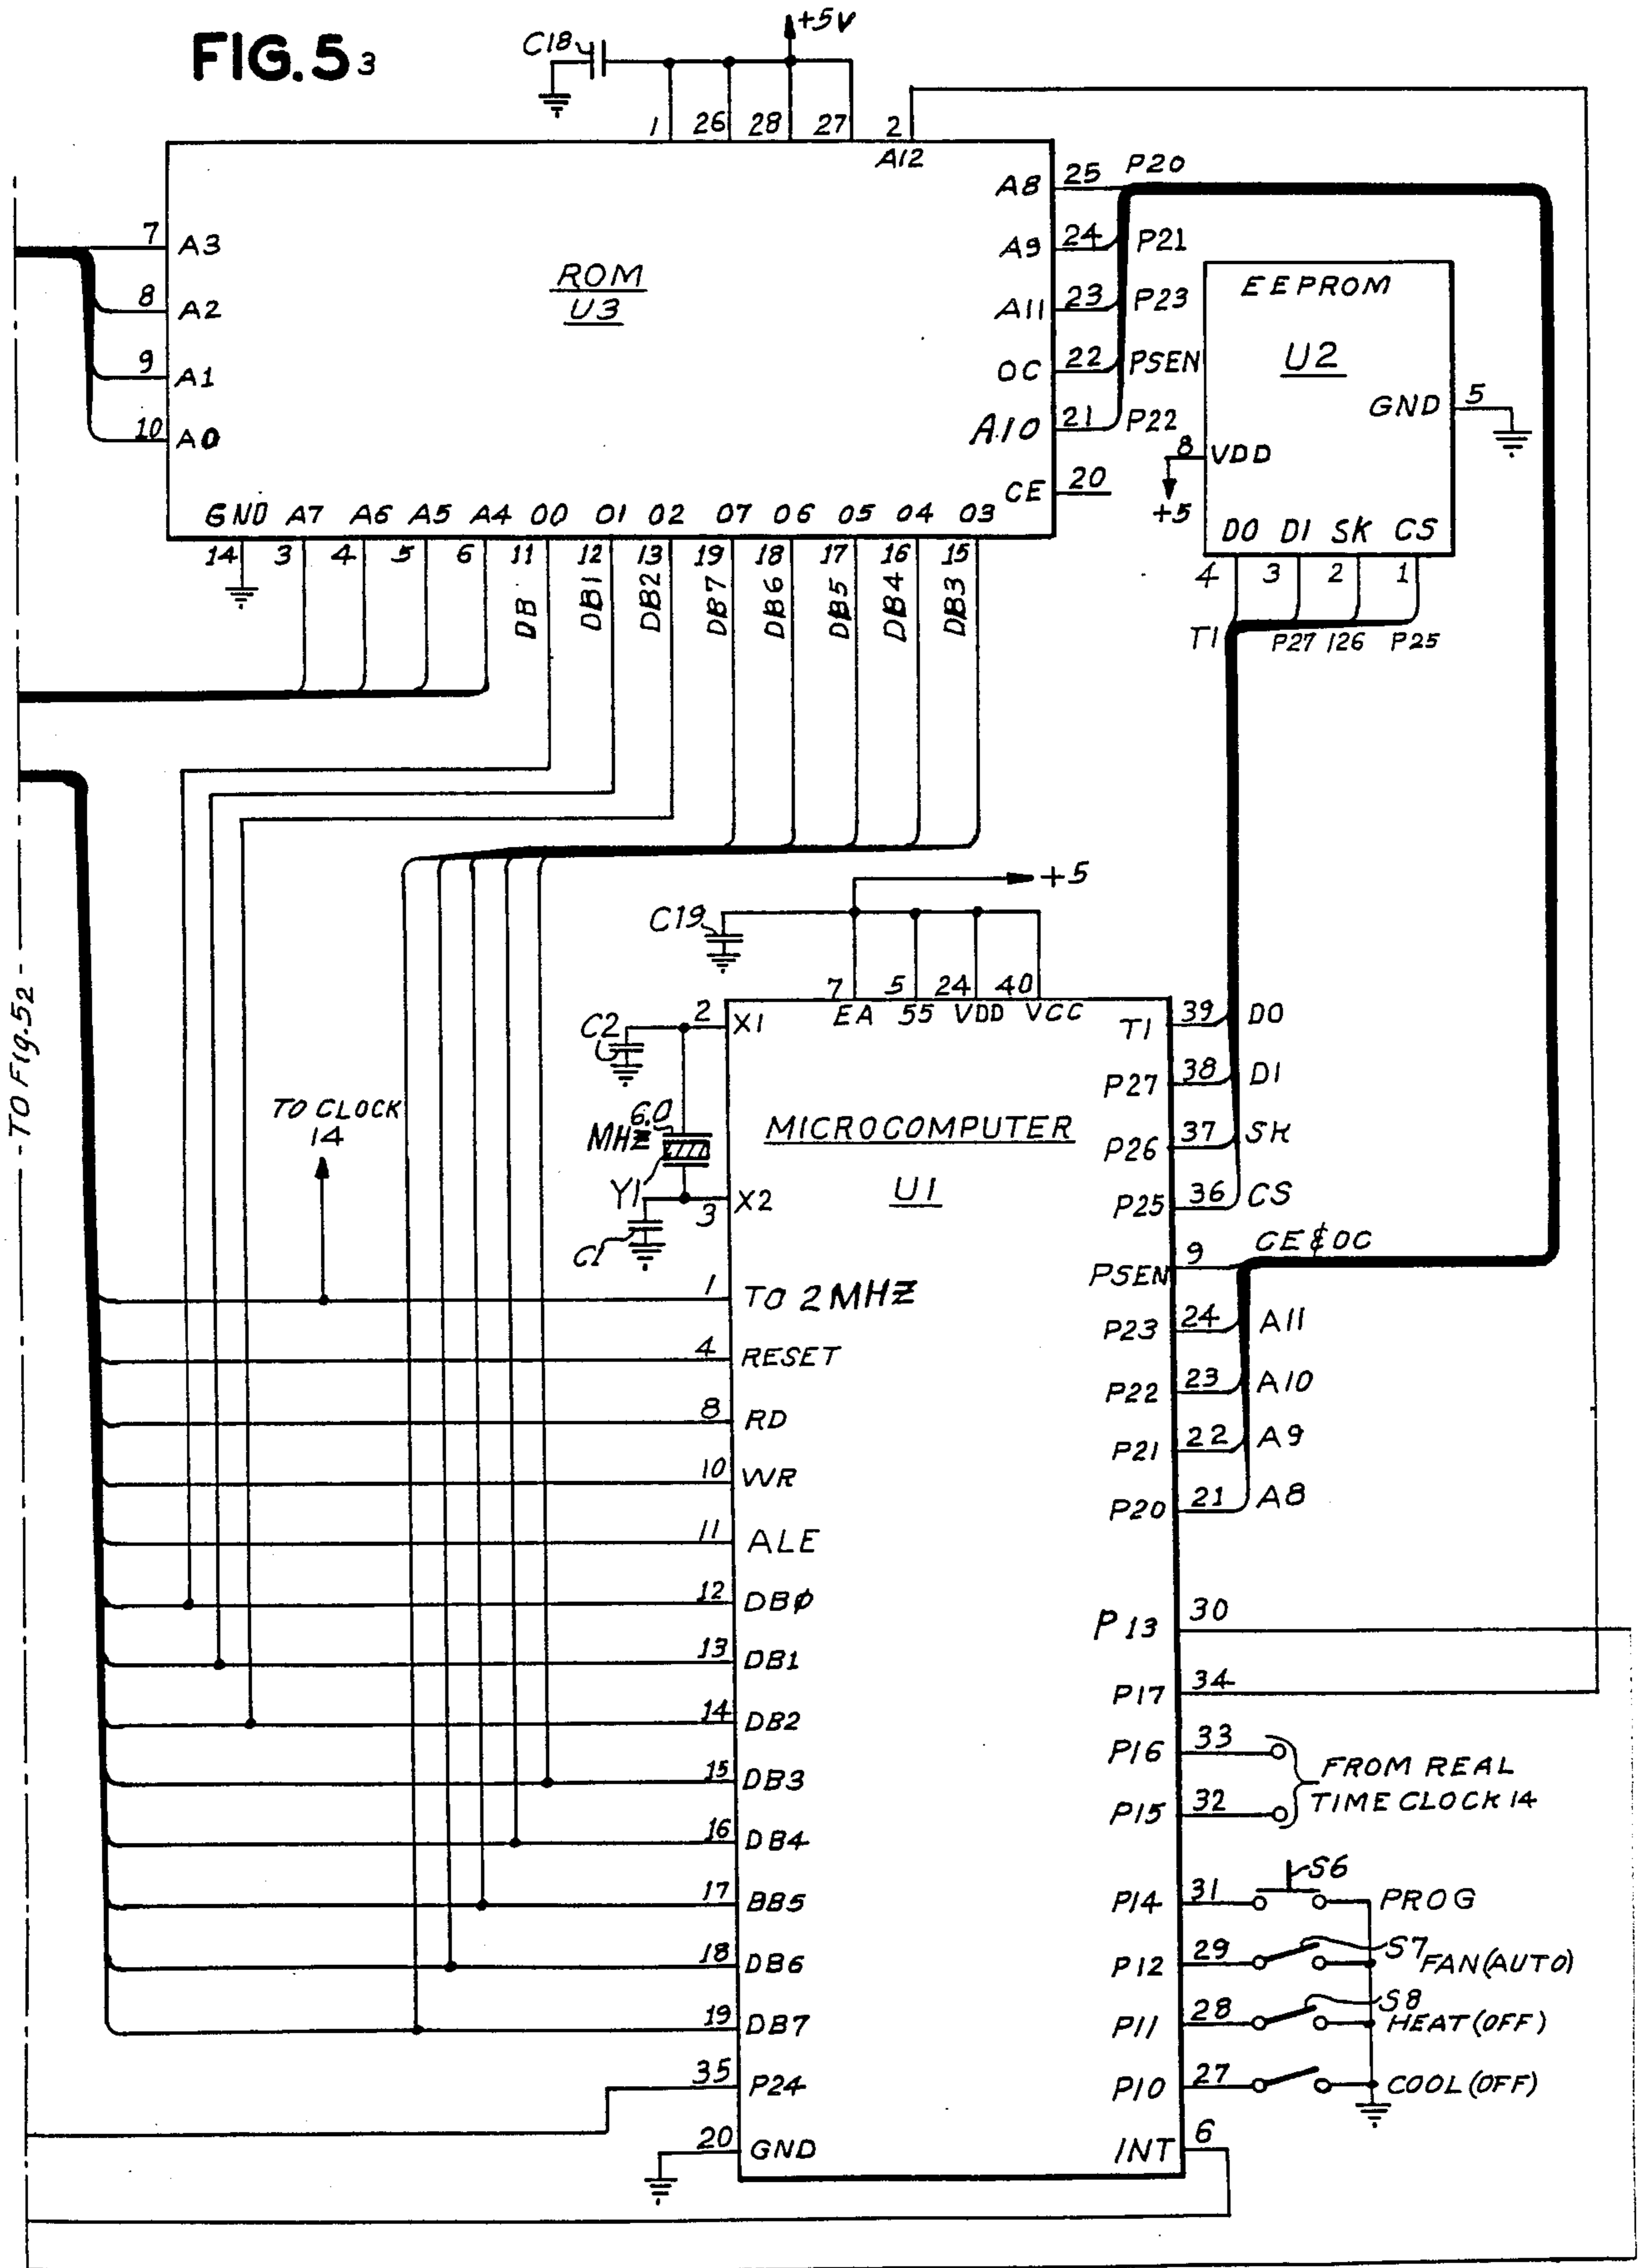 FIG. 5 3
C18
+5V
1 26 28 27 2
A12
7 A3
8 A2
9 A1
10 A0
ROM
U3
A8 25 P20
A9 24 P21
A11 23 P23
OC 22 PSEN
A10 21 P22
CE 20
GND A7 A6 A5 A4 O0 O1 O2 O7 O6 O5 O4 O3
14 3 4 5 6 11 12 13 19 18 17 16 15
DB DB1 DB2 DB7 DB6 DB5 DB4 DB3
EEPROM
U2
GND 5
8 VDD
+5
DO DI SK CS
4 3 2 1
T1 P27 126 P25
TO Fig. 52
+5
C19
7 5 24 40
EA 55 VDD VCC
C2
2 X1
6.0
MHZ
Y1
3 X2
C1
TO CLOCK
14
MICROCOMPUTER
U1
T1 39 DO
P27 38 DI
P26 37 SK
P25 36 CS
PSEN 9 CE & OC
P23 24 A11
P22 23 A10
P21 22 A9
P20 21 A8
1 TO 2MHZ
4 RESET
8 RD
10 WR
11 ALE
12 DBφ
13 DB1
14 DB2
15 DB3
16 DB4
17 BB5
18 DB6
19 DB7
35 P24
20 GND
P13 30
P17 34
P16 33
P15 32
FROM REAL
TIME CLOCK 14
P14 31 S6 PROG
P12 29 S7 FAN (AUTO)
P11 28 S8 HEAT (OFF)
P10 27 COOL (OFF)
INT 6